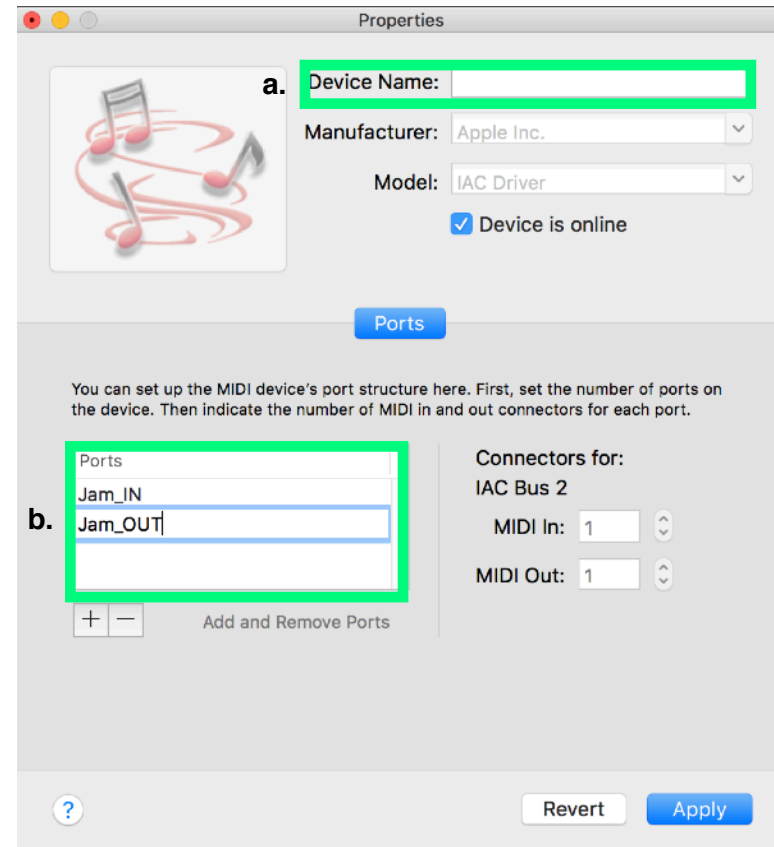 Properties
a.
Device Name:
Manufacturer: Apple Inc.
Model: IAC Driver
Device is online
Ports
You can set up the MIDI device's port structure here. First, set the number of ports on
the device. Then indicate the number of MIDI in and out connectors for each port.
b.
Ports
Jam_IN
Jam_OUT
+ −
Add and Remove Ports
Connectors for:
IAC Bus 2
MIDI In: 1
MIDI Out: 1
?
Revert
Apply